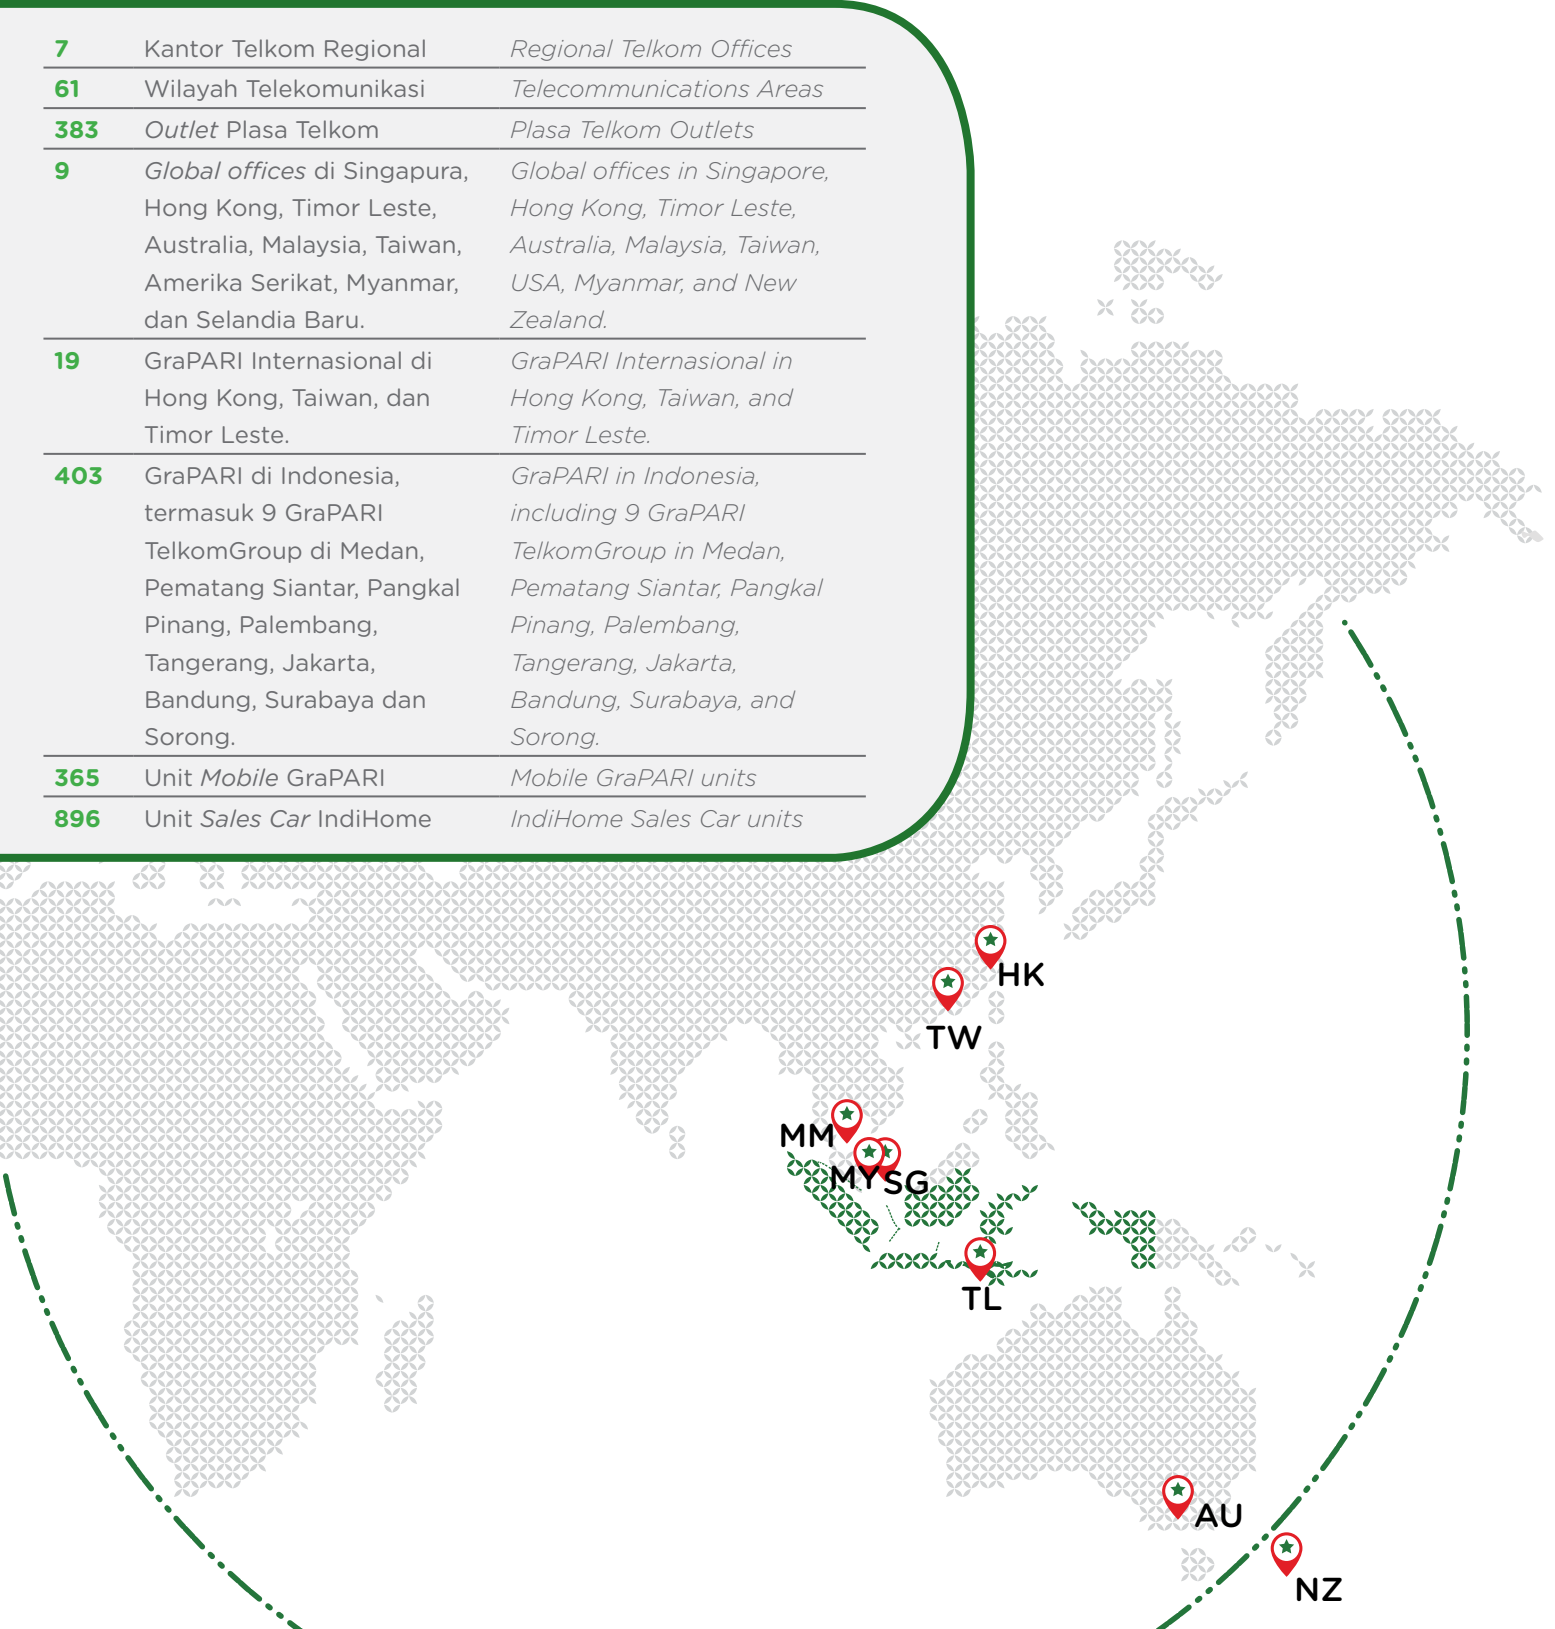 7 Kantor Telkom Regional Regional Telkom Offices
61 Wilayah Telekomunikasi Telecommunications Areas
383 Outlet Plasa Telkom Plasa Telkom Outlets
9 Global offices di Singapura, Global offices in Singapore,
Hong Kong, Timor Leste, Hong Kong, Timor Leste,
Australia, Malaysia, Taiwan, Australia, Malaysia, Taiwan,
Amerika Serikat, Myanmar, USA, Myanmar, and New
dan Selandia Baru. Zealand.
19 GraPARI Internasional di GraPARI Internasional in
Hong Kong, Taiwan, dan Hong Kong, Taiwan, and
Timor Leste. Timor Leste.
403 GraPARI di Indonesia, GraPARI in Indonesia,
termasuk 9 GraPARI including 9 GraPARI
TelkomGroup di Medan, TelkomGroup in Medan,
Pematang Siantar, Pangkal Pematang Siantar, Pangkal
Pinang, Palembang, Pinang, Palembang,
Tangerang, Jakarta, Tangerang, Jakarta,
Bandung, Surabaya dan Bandung, Surabaya, and
Sorong. Sorong.
365 Unit Mobile GraPARI Mobile GraPARI units
896 Unit Sales Car IndiHome IndiHome Sales Car units
HK
TW
MM
MY SG
TL
AU
NZ